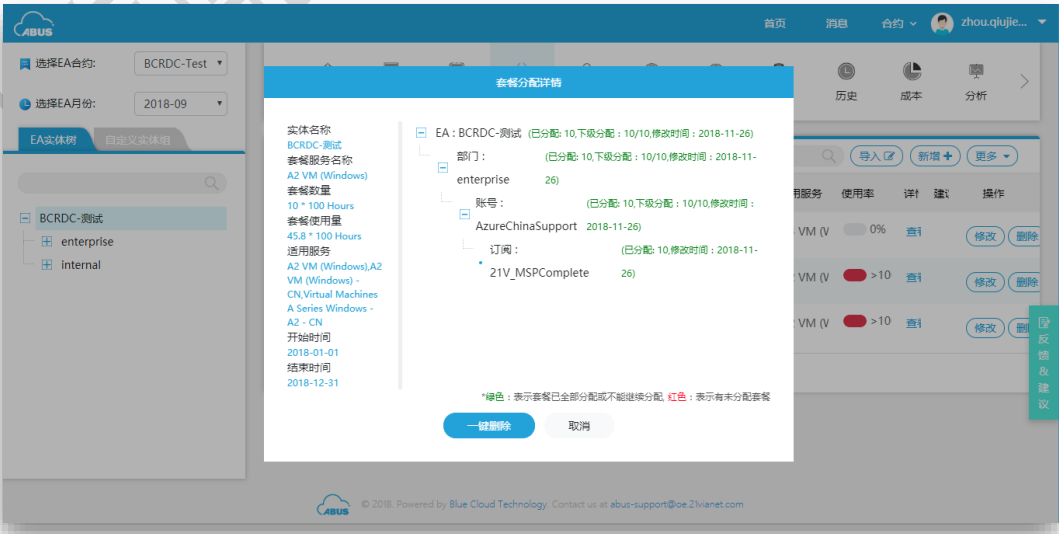 ABUS
首页 消息 合约 zhou.qiujie...
选择EA合约: BCRDC-Test
选择EA月份: 2018-09
历史 成本 分析
EA实体树 自定义实体组
BCRDC-测试
enterprise
internal
导入 新增 更多
用服务 使用率 操作
VM (V 0% 修改 删除
VM (V >10 修改 删除
VM (V >10 修改
套餐分配详情
实体名称
BCRDC-测试
套餐服务名称
A2 VM (Windows)
套餐数量
10 * 100 Hours
套餐使用量
45.8 * 100 Hours
适用服务
A2 VM (Windows),A2
VM (Windows) -
CN,Virtual Machines
A Series Windows -
A2 - CN
开始时间
2018-01-01
结束时间
2018-12-31
EA : BCRDC-测试 (已分配: 10,下级分配 : 10/10,修改时间 : 2018-11-26)
部门 : (已分配: 10,下级分配 : 10/10,修改时间 : 2018-11-
enterprise 26)
账号 : (已分配: 10,下级分配 : 10/10,修改时间 :
AzureChinaSupport 2018-11-26)
订阅 : (已分配: 10,修改时间 : 2018-11-
21V_MSPComplete 26)
*绿色 : 表示套餐已全部分配或不能继续分配, 红色 : 表示有未分配套餐
一键删除 取消
反
馈
&
建
议
ABUS © 2018. Powered by Blue Cloud Technology. Contact us at abus-support@oe.21vianet.com